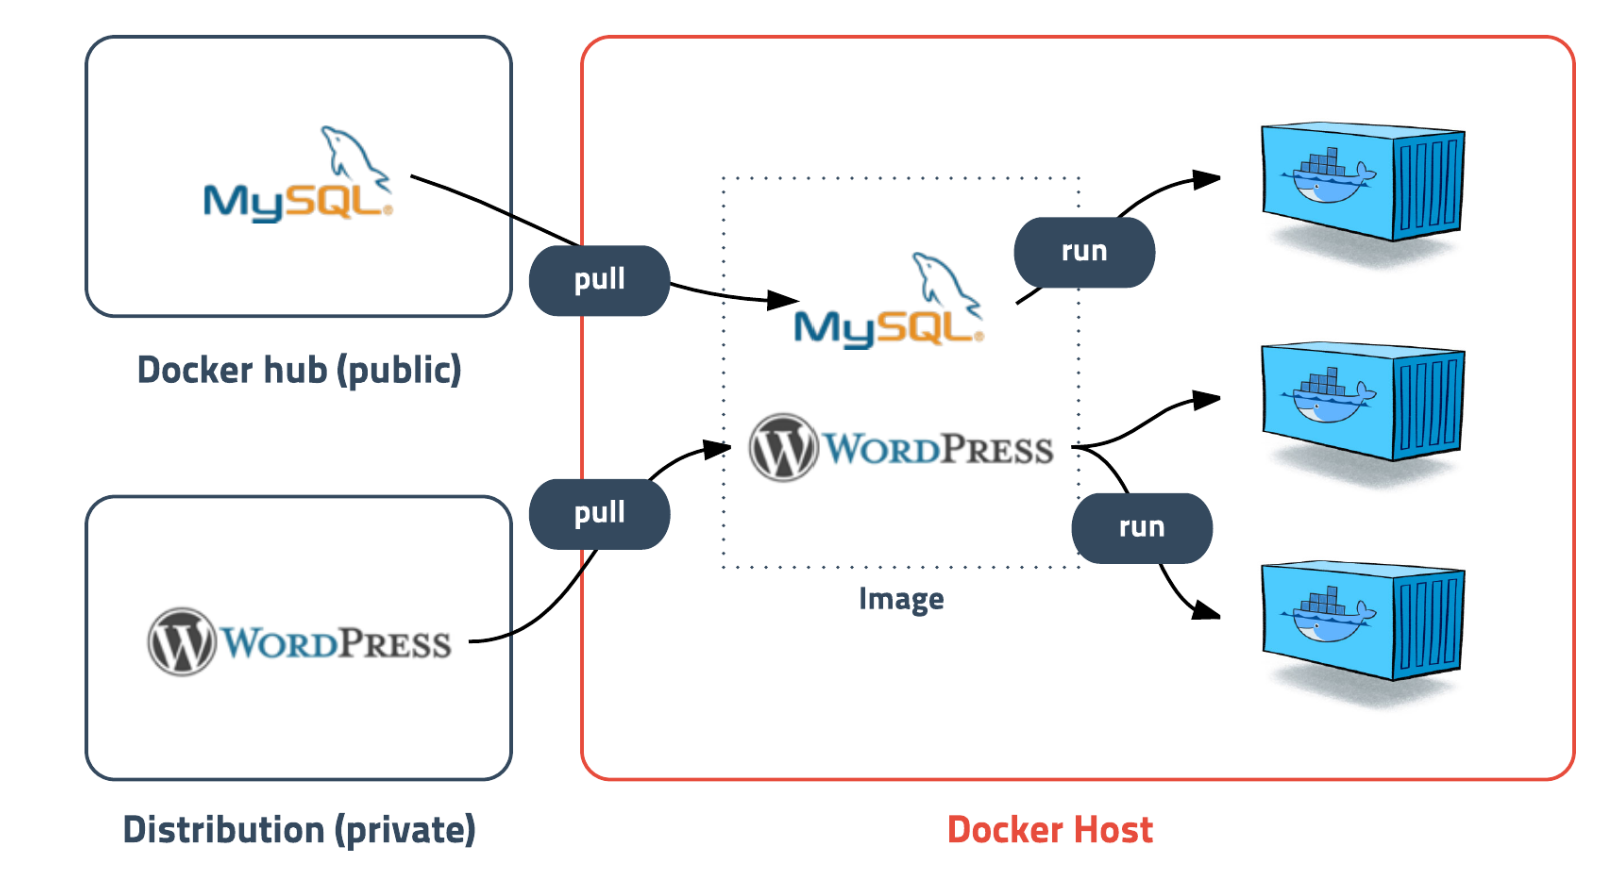 MySQL®
Docker hub (public)
WORDPRESS
Distribution (private)
pull
pull
MySQL®
WORDPRESS
Image
run
run
Docker Host